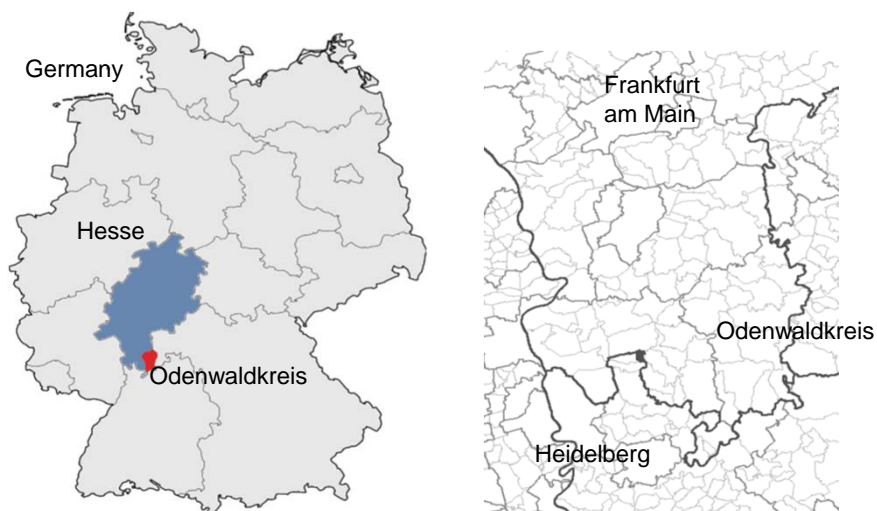 Germany
Hesse
Odenwaldkreis
Frankfurt
am Main
Odenwaldkreis
Heidelberg